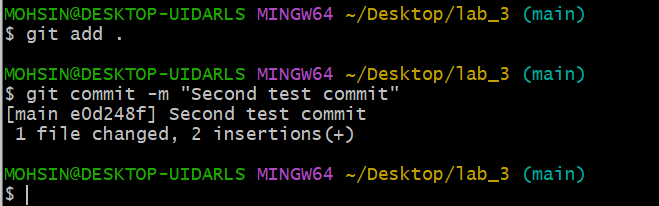 MOHSIN@DESKTOP-UIDARLS MINGW64 ~/Desktop/lab_3 (main)
$ git add .
MOHSIN@DESKTOP-UIDARLS MINGW64 ~/Desktop/lab_3 (main)
$ git commit -m "Second test commit"
[main e0d248f] Second test commit
 1 file changed, 2 insertions(+)
MOHSIN@DESKTOP-UIDARLS MINGW64 ~/Desktop/lab_3 (main)
$